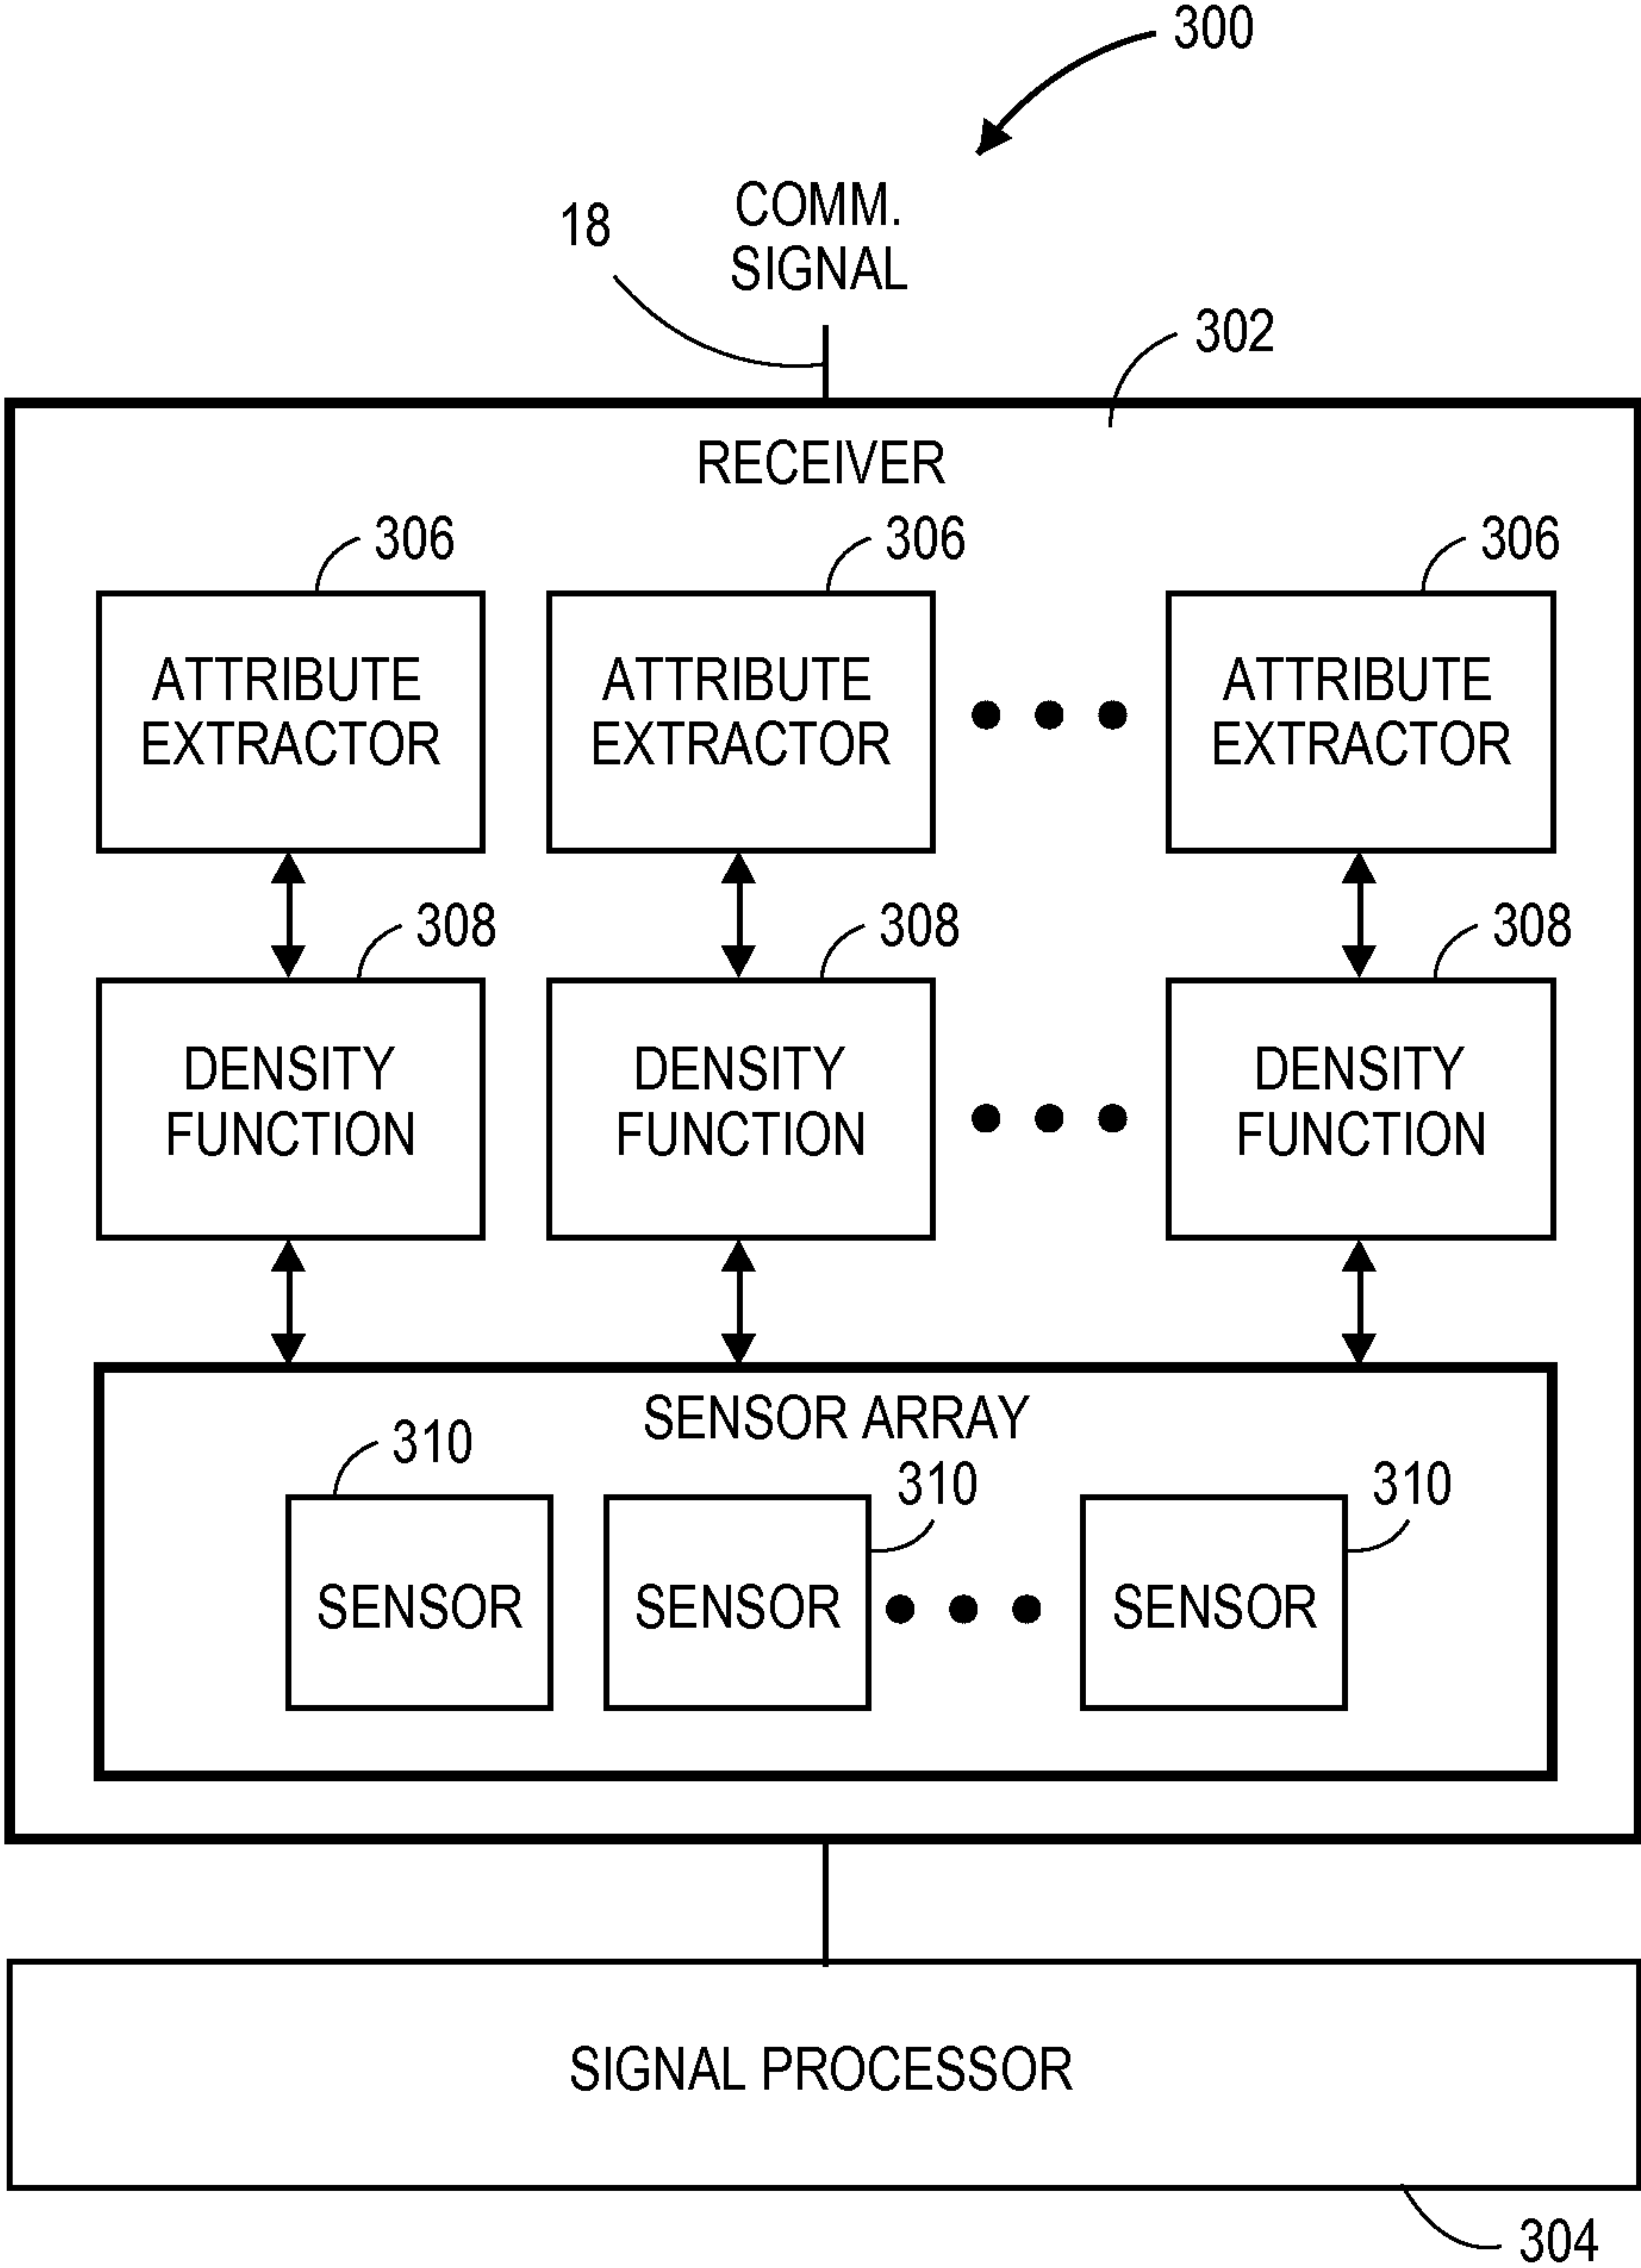 300
COMM.
SIGNAL
18
302
RECEIVER
306
306
306
ATTRIBUTE
EXTRACTOR
ATTRIBUTE
EXTRACTOR
ATTRIBUTE
EXTRACTOR
308
308
308
DENSITY
FUNCTION
DENSITY
FUNCTION
DENSITY
FUNCTION
SENSOR ARRAY
310
310
310
SENSOR
SENSOR
SENSOR
SIGNAL PROCESSOR
304